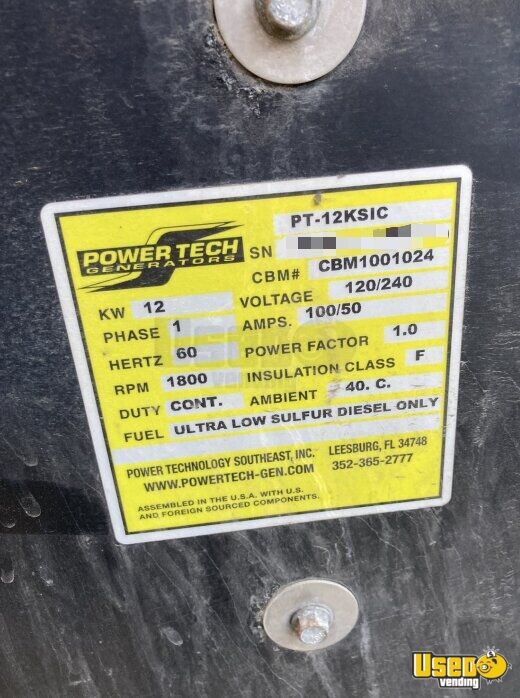 PT-12KSIC
POWER TECH
GENERATORS
SN
CBM# CBM1001024
KW 12 VOLTAGE 120/240
PHASE 1 AMPS. 100/50
HERTZ 60 POWER FACTOR 1.0
RPM 1800 INSULATION CLASS F
DUTY CONT. AMBIENT 40. C.
FUEL ULTRA LOW SULFUR DIESEL ONLY
POWER TECHNOLOGY SOUTHEAST, INC. LEESBURG, FL 34748
WWW.POWERTECH-GEN.COM 352-365-2777
ASSEMBLED IN THE U.S.A. WITH U.S.
AND FOREIGN SOURCED COMPONENTS.
Used
vending
Used
vending